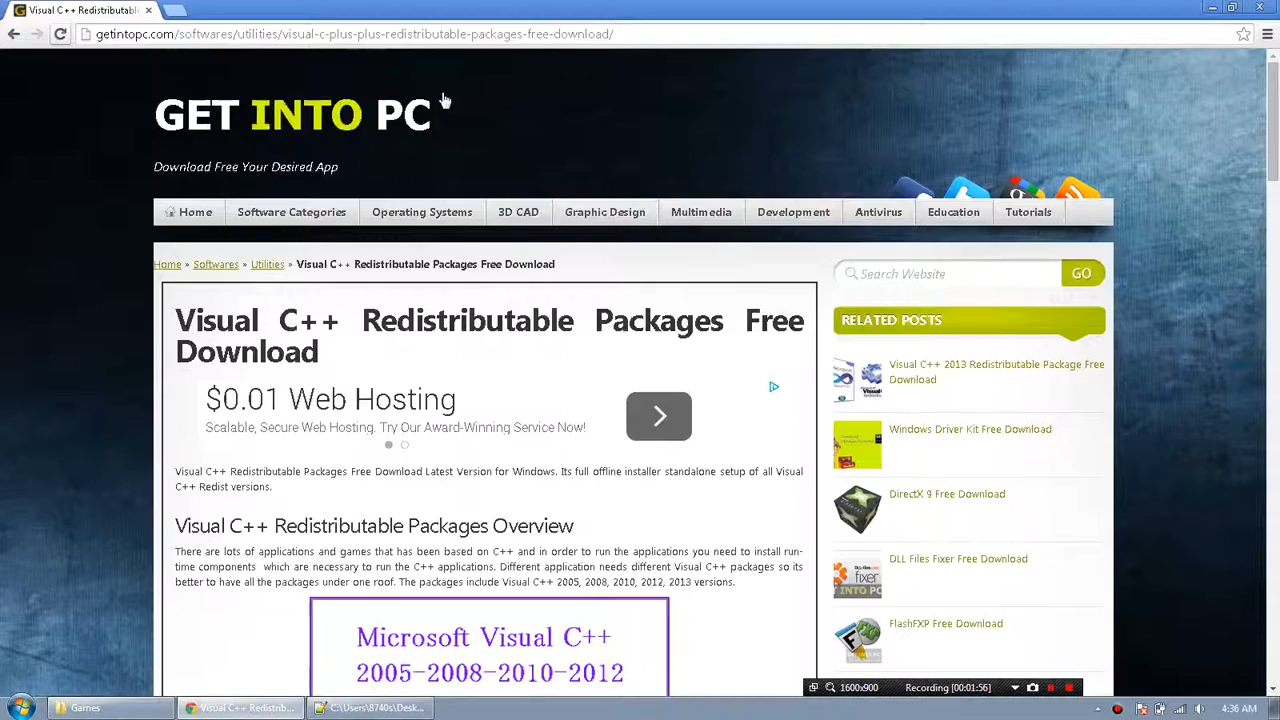 Visual C++ Redistributabl
getintopc.com/softwares/utilities/visual-c-plus-plus-redistributable-packages-free-download/
GET INTO PC
Download Free Your Desired App
Home
Software Categories
Operating Systems
3D CAD
Graphic Design
Multimedia
Development
Antivirus
Education
Tutorials
Home » Softwares » Utilities » Visual C++ Redistributable Packages Free Download
Search Website
GO
Visual C++ Redistributable Packages Free
Download
$0.01 Web Hosting
Scalable, Secure Web Hosting. Try Our Award-Winning Service Now!
Visual C++ Redistributable Packages Free Download Latest Version for Windows. Its full offline installer standalone setup of all Visual
C++ Redist versions.
Visual C++ Redistributable Packages Overview
There are lots of applications and games that has been based on C++ and in order to run the applications you need to install run-
time components which are necessary to run the C++ applications. Different application needs different Visual C++ packages so its
better to have all the packages under one roof. The packages include Visual C++ 2005, 2008, 2010, 2012, 2013 versions.
Microsoft Visual C++
2005-2008-2010-2012
RELATED POSTS
Visual C++ 2013 Redistributable Package Free
Download
Windows Driver Kit Free Download
DirectX 9 Free Download
DLL Files Fixer Free Download
FlashFXP Free Download
1600x900
Recording [00:01:56]
Games
Visual C++ Redistrib...
C:\Users\8740s\Desk...
4:36 AM